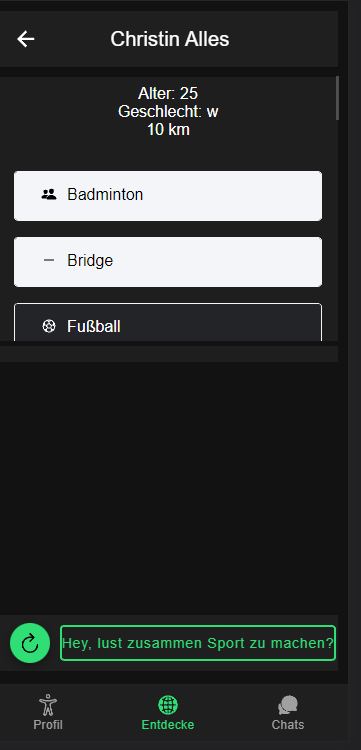 Christin Alles
Alter: 25
Geschlecht: w
10 km
Badminton
Bridge
Fußball
Hey, lust zusammen Sport zu machen?
Profil
Entdecke
Chats